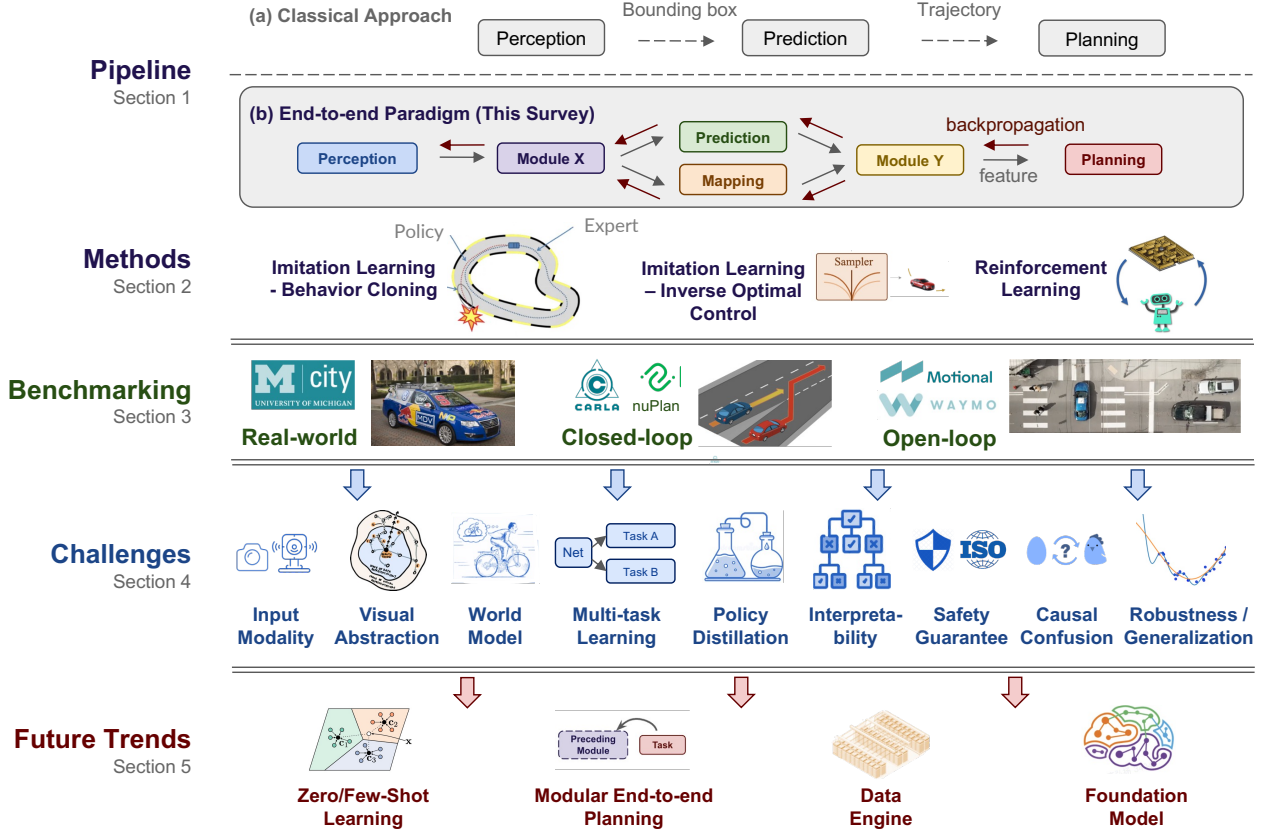 (a) Classical Approach
Bounding box
Trajectory
Perception
Prediction
Planning
Pipeline
Section 1
(b) End-to-end Paradigm (This Survey)
backpropagation
Perception
Module X
Prediction
Mapping
Module Y
Planning
feature
Methods
Section 2
Imitation Learning
- Behavior Cloning
Policy
Expert
Imitation Learning
– Inverse Optimal
Control
Sampler
Reinforcement
Learning
Benchmarking
Section 3
M city
UNIVERSITY OF MICHIGAN
Real-world
MDV
CARLA
nuPlan
Closed-loop
Motional
WAYMO
Open-loop
Challenges
Section 4
Net
Task A
Task B
ISO
?
Input
Modality
Visual
Abstraction
World
Model
Multi-task
Learning
Policy
Distillation
Interpreta-
bility
Safety
Guarantee
Causal
Confusion
Robustness /
Generalization
Future Trends
Section 5
c1
c2
c3
x
Preceding
Module
Task
Zero/Few-Shot
Learning
Modular End-to-end
Planning
Data
Engine
Foundation
Model